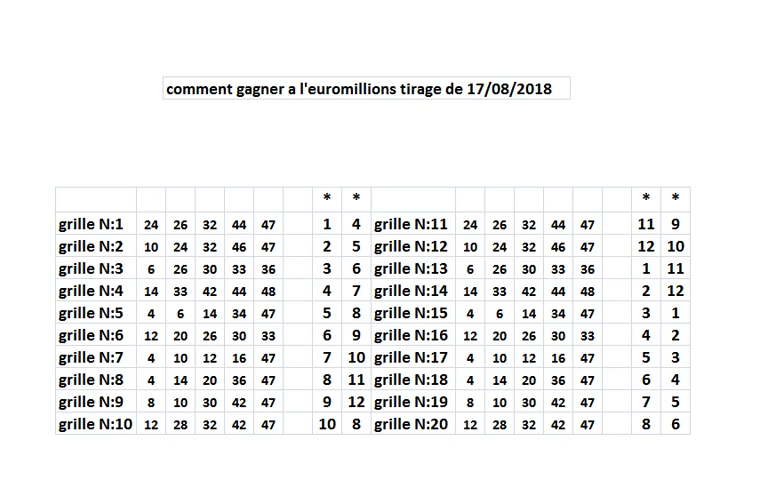 comment gagner a l'euromillions tirage de 17/08/2018
* * * *
grille N:1 24 26 32 44 47 1 4 grille N:11 24 26 32 44 47 11 9
grille N:2 10 24 32 46 47 2 5 grille N:12 10 24 32 46 47 12 10
grille N:3 6 26 30 33 36 3 6 grille N:13 6 26 30 33 36 1 11
grille N:4 14 33 42 44 48 4 7 grille N:14 14 33 42 44 48 2 12
grille N:5 4 6 14 34 47 5 8 grille N:15 4 6 14 34 47 3 1
grille N:6 12 20 26 30 33 6 9 grille N:16 12 20 26 30 33 4 2
grille N:7 4 10 12 16 47 7 10 grille N:17 4 10 12 16 47 5 3
grille N:8 4 14 20 36 47 8 11 grille N:18 4 14 20 36 47 6 4
grille N:9 8 10 30 42 47 9 12 grille N:19 8 10 30 42 47 7 5
grille N:10 12 28 32 42 47 10 8 grille N:20 12 28 32 42 47 8 6